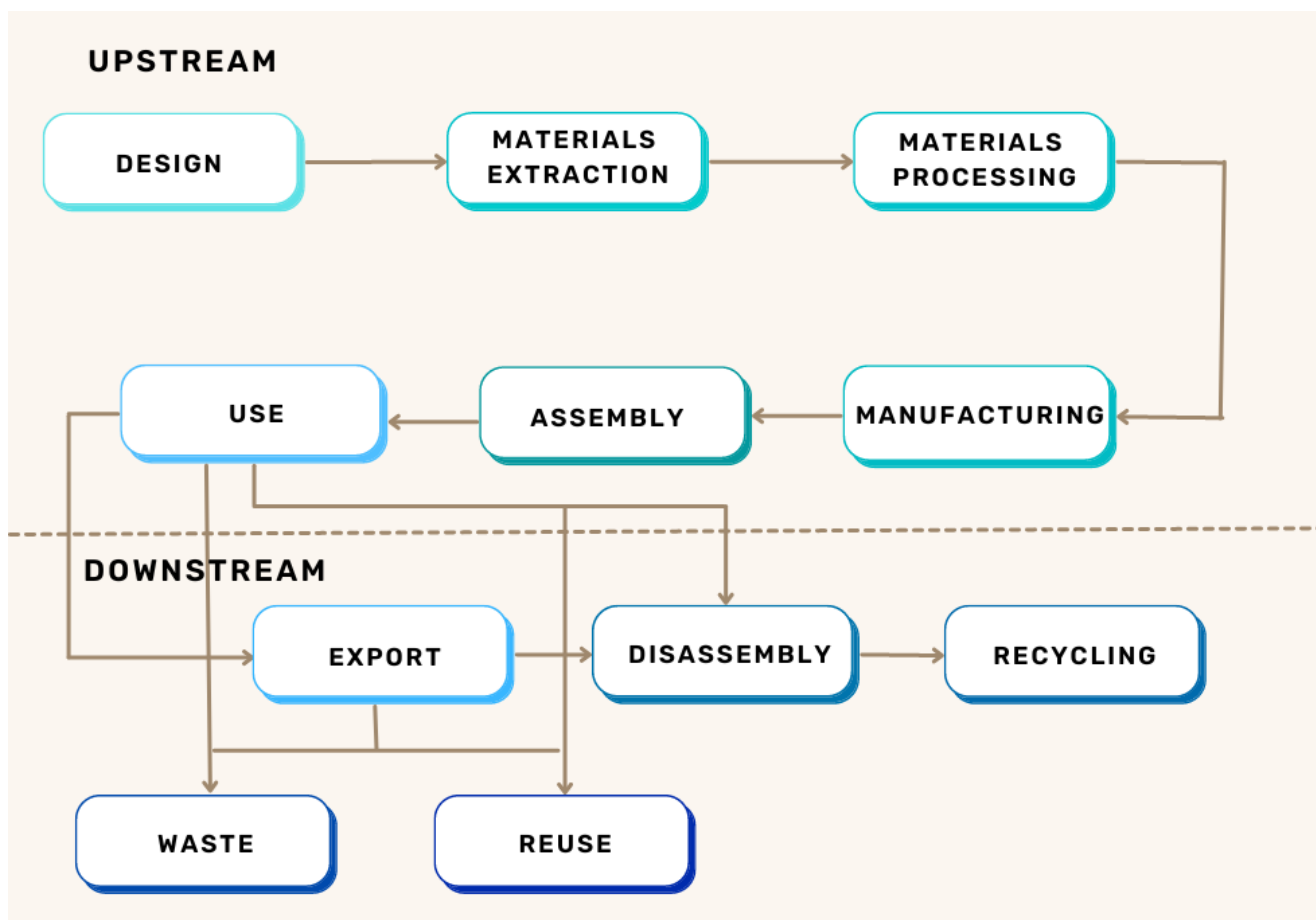 UPSTREAM
DESIGN
MATERIALS
EXTRACTION
MATERIALS
PROCESSING
USE
ASSEMBLY
MANUFACTURING
DOWNSTREAM
EXPORT
DISASSEMBLY
RECYCLING
WASTE
REUSE